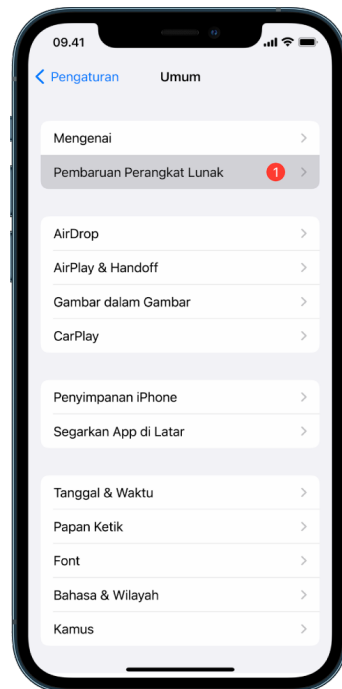 09.41
Pengaturan Umum
Mengenai
Pembaruan Perangkat Lunak 1
AirDrop
AirPlay & Handoff
Gambar dalam Gambar
CarPlay
Penyimpanan iPhone
Segarkan App di Latar
Tanggal & Waktu
Papan Ketik
Font
Bahasa & Wilayah
Kamus